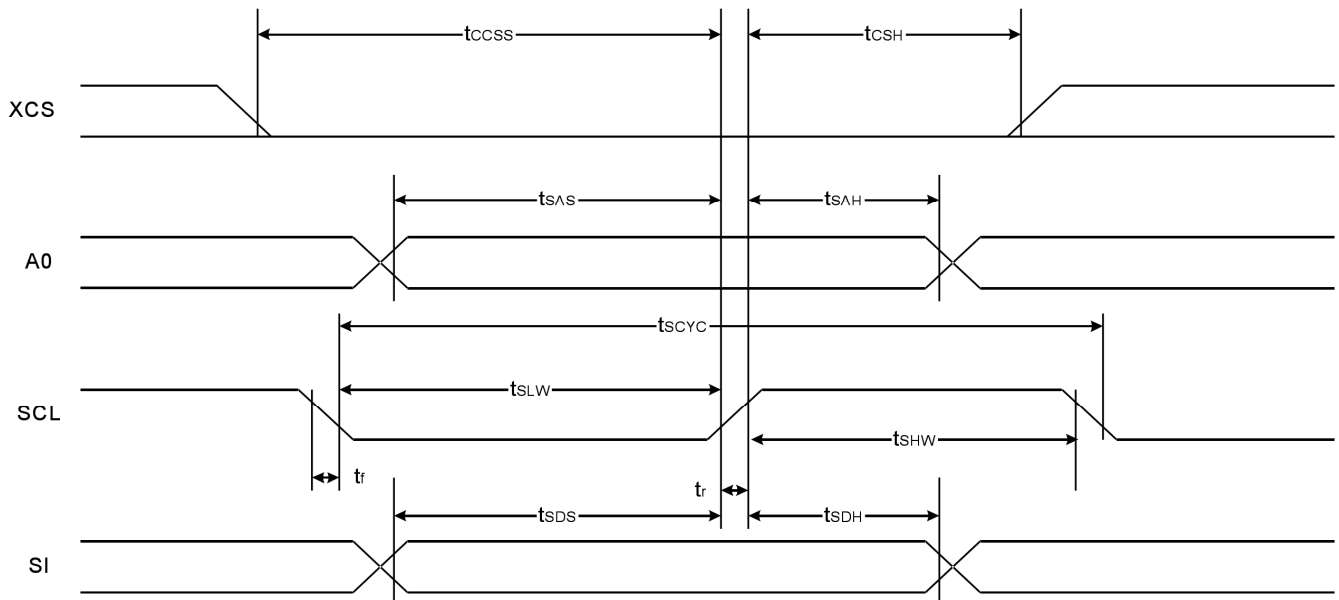 tCCSS
tCSH
XCS
tSAS
tSAH
A0
tSCYC
tSLW
SCL
tSHW
tf
tr
tSDS
tSDH
SI